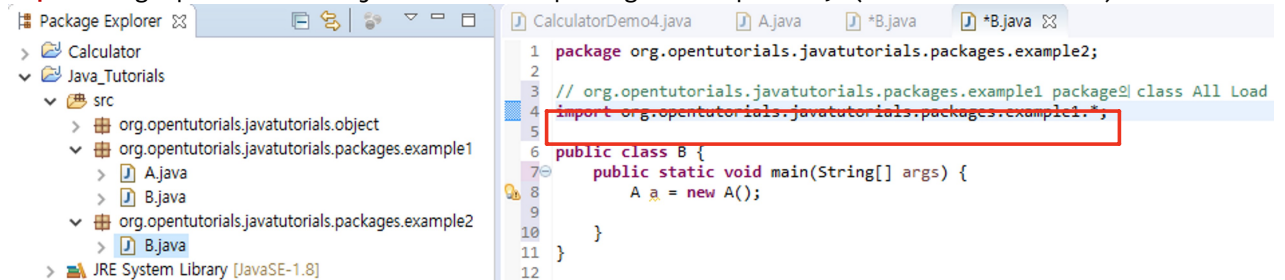 Package Explorer
Calculator
Java_Tutorials
src
org.opentutorials.javatutorials.object
org.opentutorials.javatutorials.packages.example1
A.java
B.java
org.opentutorials.javatutorials.packages.example2
B.java
JRE System Library [JavaSE-1.8]
CalculatorDemo4.java
A.java
*B.java
*B.java
1 package org.opentutorials.javatutorials.packages.example2;
2
3 // org.opentutorials.javatutorials.packages.example1 package의 class All Load
4 import org.opentutorials.javatutorials.packages.example1.*;
5
6 public class B {
7 public static void main(String[] args) {
8 A a = new A();
9
10 }
11 }
12